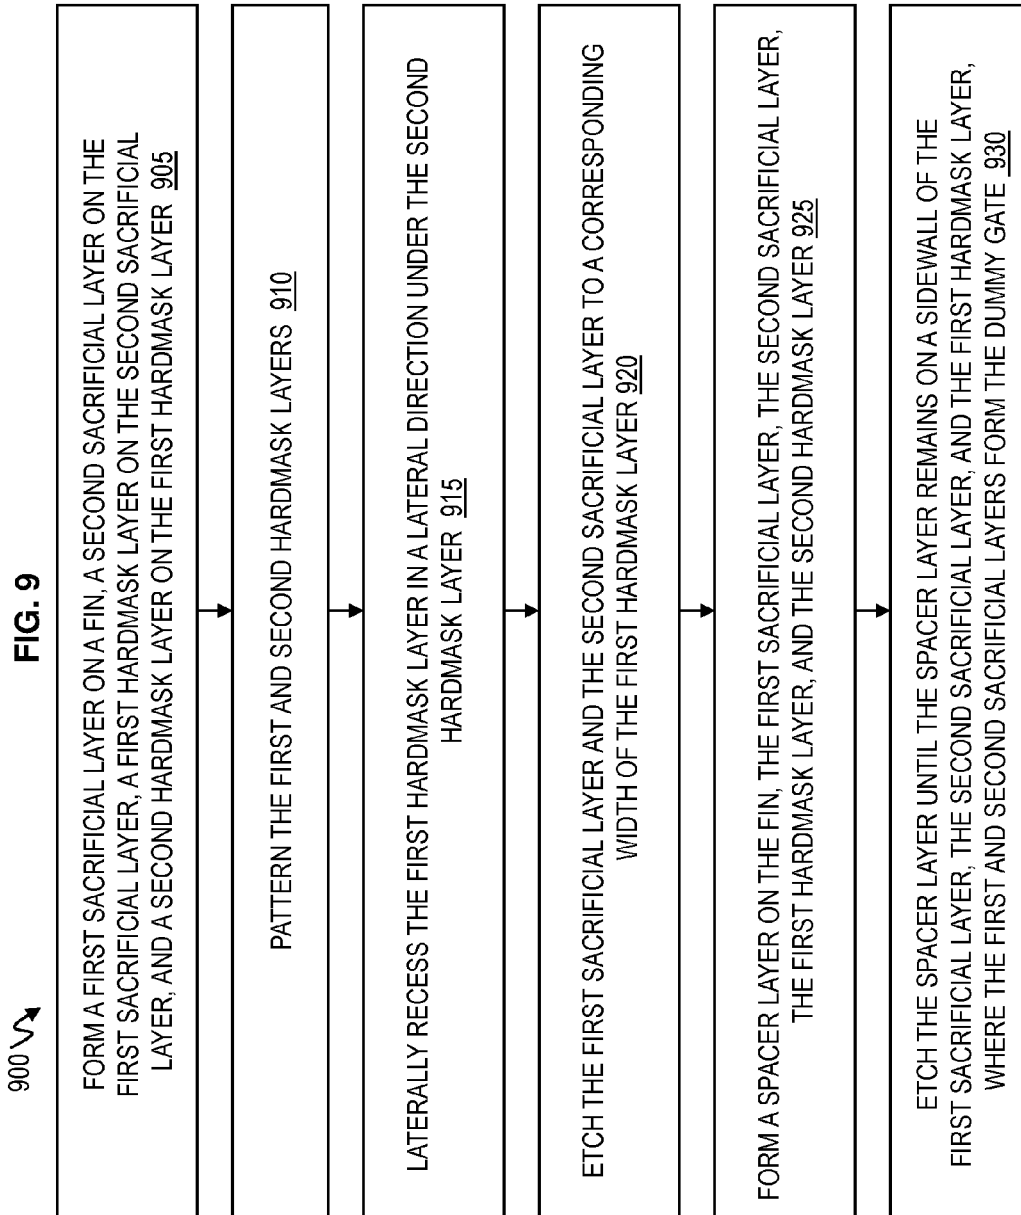 FIG. 9
900
FORM A FIRST SACRIFICIAL LAYER ON A FIN, A SECOND SACRIFICIAL LAYER ON THE
FIRST SACRIFICIAL LAYER, A FIRST HARDMASK LAYER ON THE SECOND SACRIFICIAL
LAYER, AND A SECOND HARDMASK LAYER ON THE FIRST HARDMASK LAYER 905
PATTERN THE FIRST AND SECOND HARDMASK LAYERS 910
LATERALLY RECESS THE FIRST HARDMASK LAYER IN A LATERAL DIRECTION UNDER THE SECOND
HARDMASK LAYER 915
ETCH THE FIRST SACRIFICIAL LAYER AND THE SECOND SACRIFICIAL LAYER TO A CORRESPONDING
WIDTH OF THE FIRST HARDMASK LAYER 920
FORM A SPACER LAYER ON THE FIN, THE FIRST SACRIFICIAL LAYER, THE SECOND SACRIFICIAL LAYER,
THE FIRST HARDMASK LAYER, AND THE SECOND HARDMASK LAYER 925
ETCH THE SPACER LAYER UNTIL THE SPACER LAYER REMAINS ON A SIDEWALL OF THE
FIRST SACRIFICIAL LAYER, THE SECOND SACRIFICIAL LAYER, AND THE FIRST HARDMASK LAYER,
WHERE THE FIRST AND SECOND SACRIFICIAL LAYERS FORM THE DUMMY GATE 930